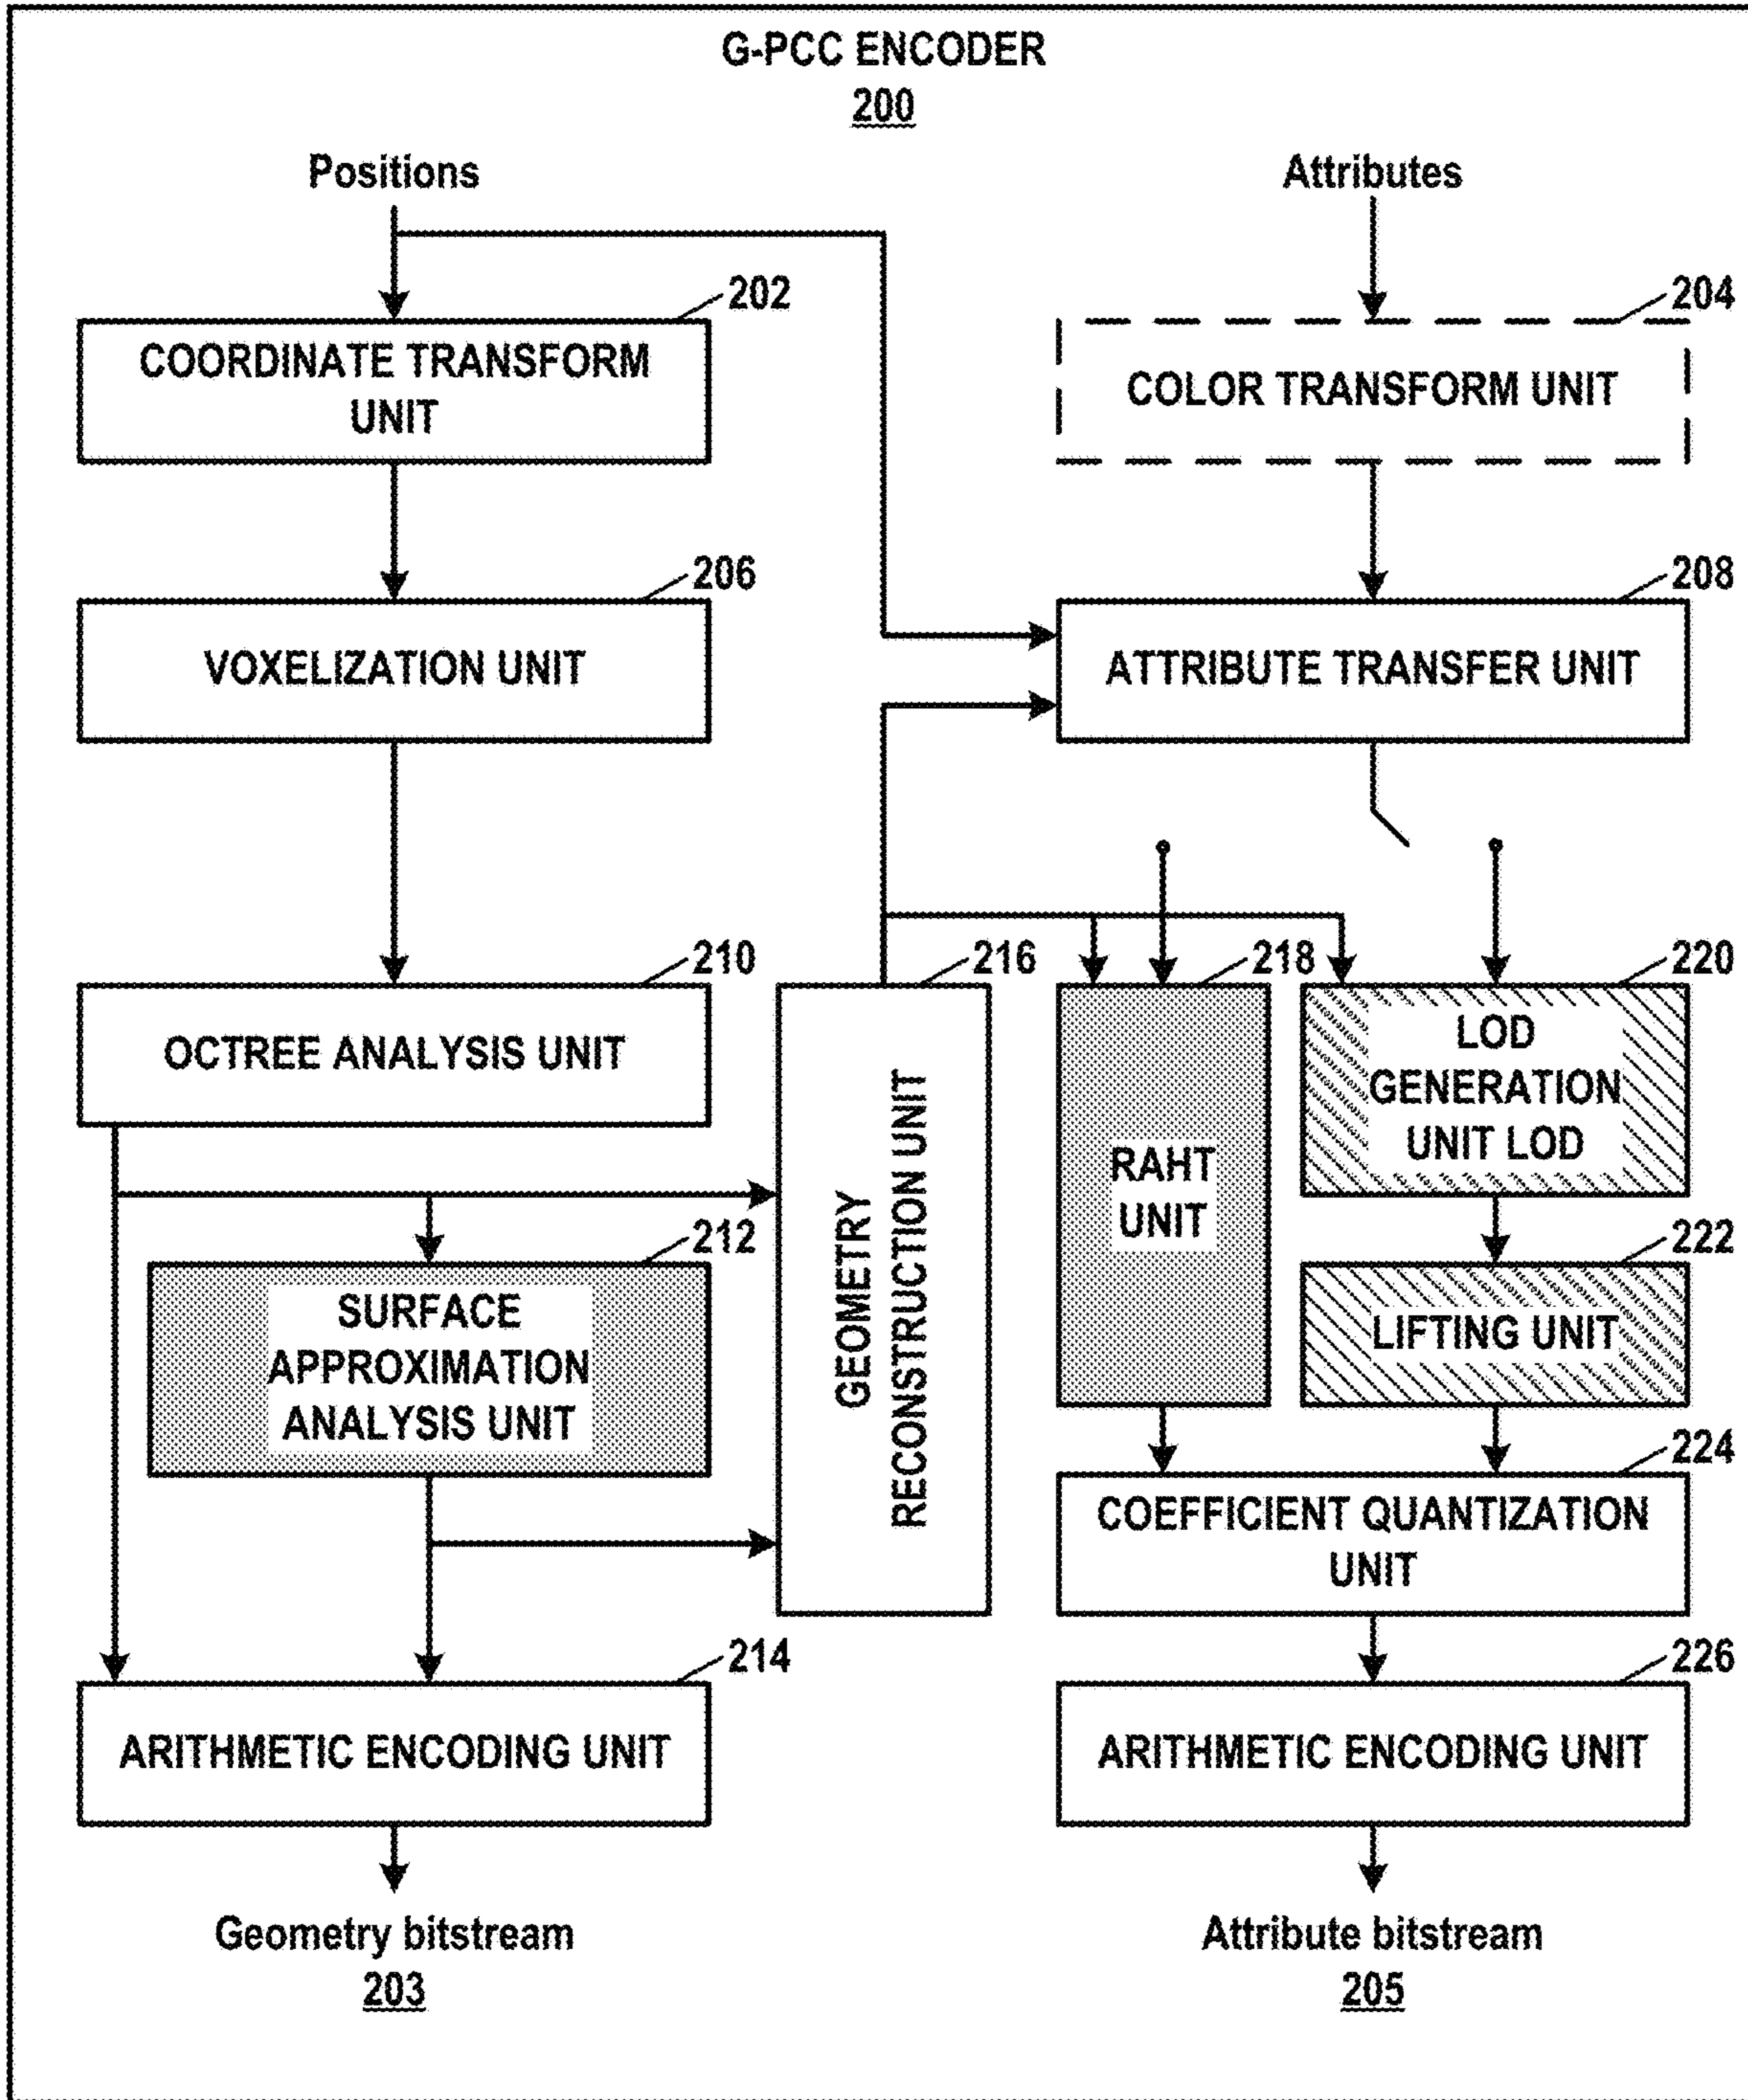 G-PCC ENCODER
200
Positions
Attributes
202
204
COORDINATE TRANSFORM
UNIT
COLOR TRANSFORM UNIT
206
208
VOXELIZATION UNIT
ATTRIBUTE TRANSFER UNIT
210
216
218
220
OCTREE ANALYSIS UNIT
GEOMETRY
RECONSTRUCTION UNIT
RAHT
UNIT
LOD
GENERATION
UNIT LOD
212
222
SURFACE
APPROXIMATION
ANALYSIS UNIT
LIFTING UNIT
224
COEFFICIENT QUANTIZATION
UNIT
214
226
ARITHMETIC ENCODING UNIT
ARITHMETIC ENCODING UNIT
Geometry bitstream
203
Attribute bitstream
205